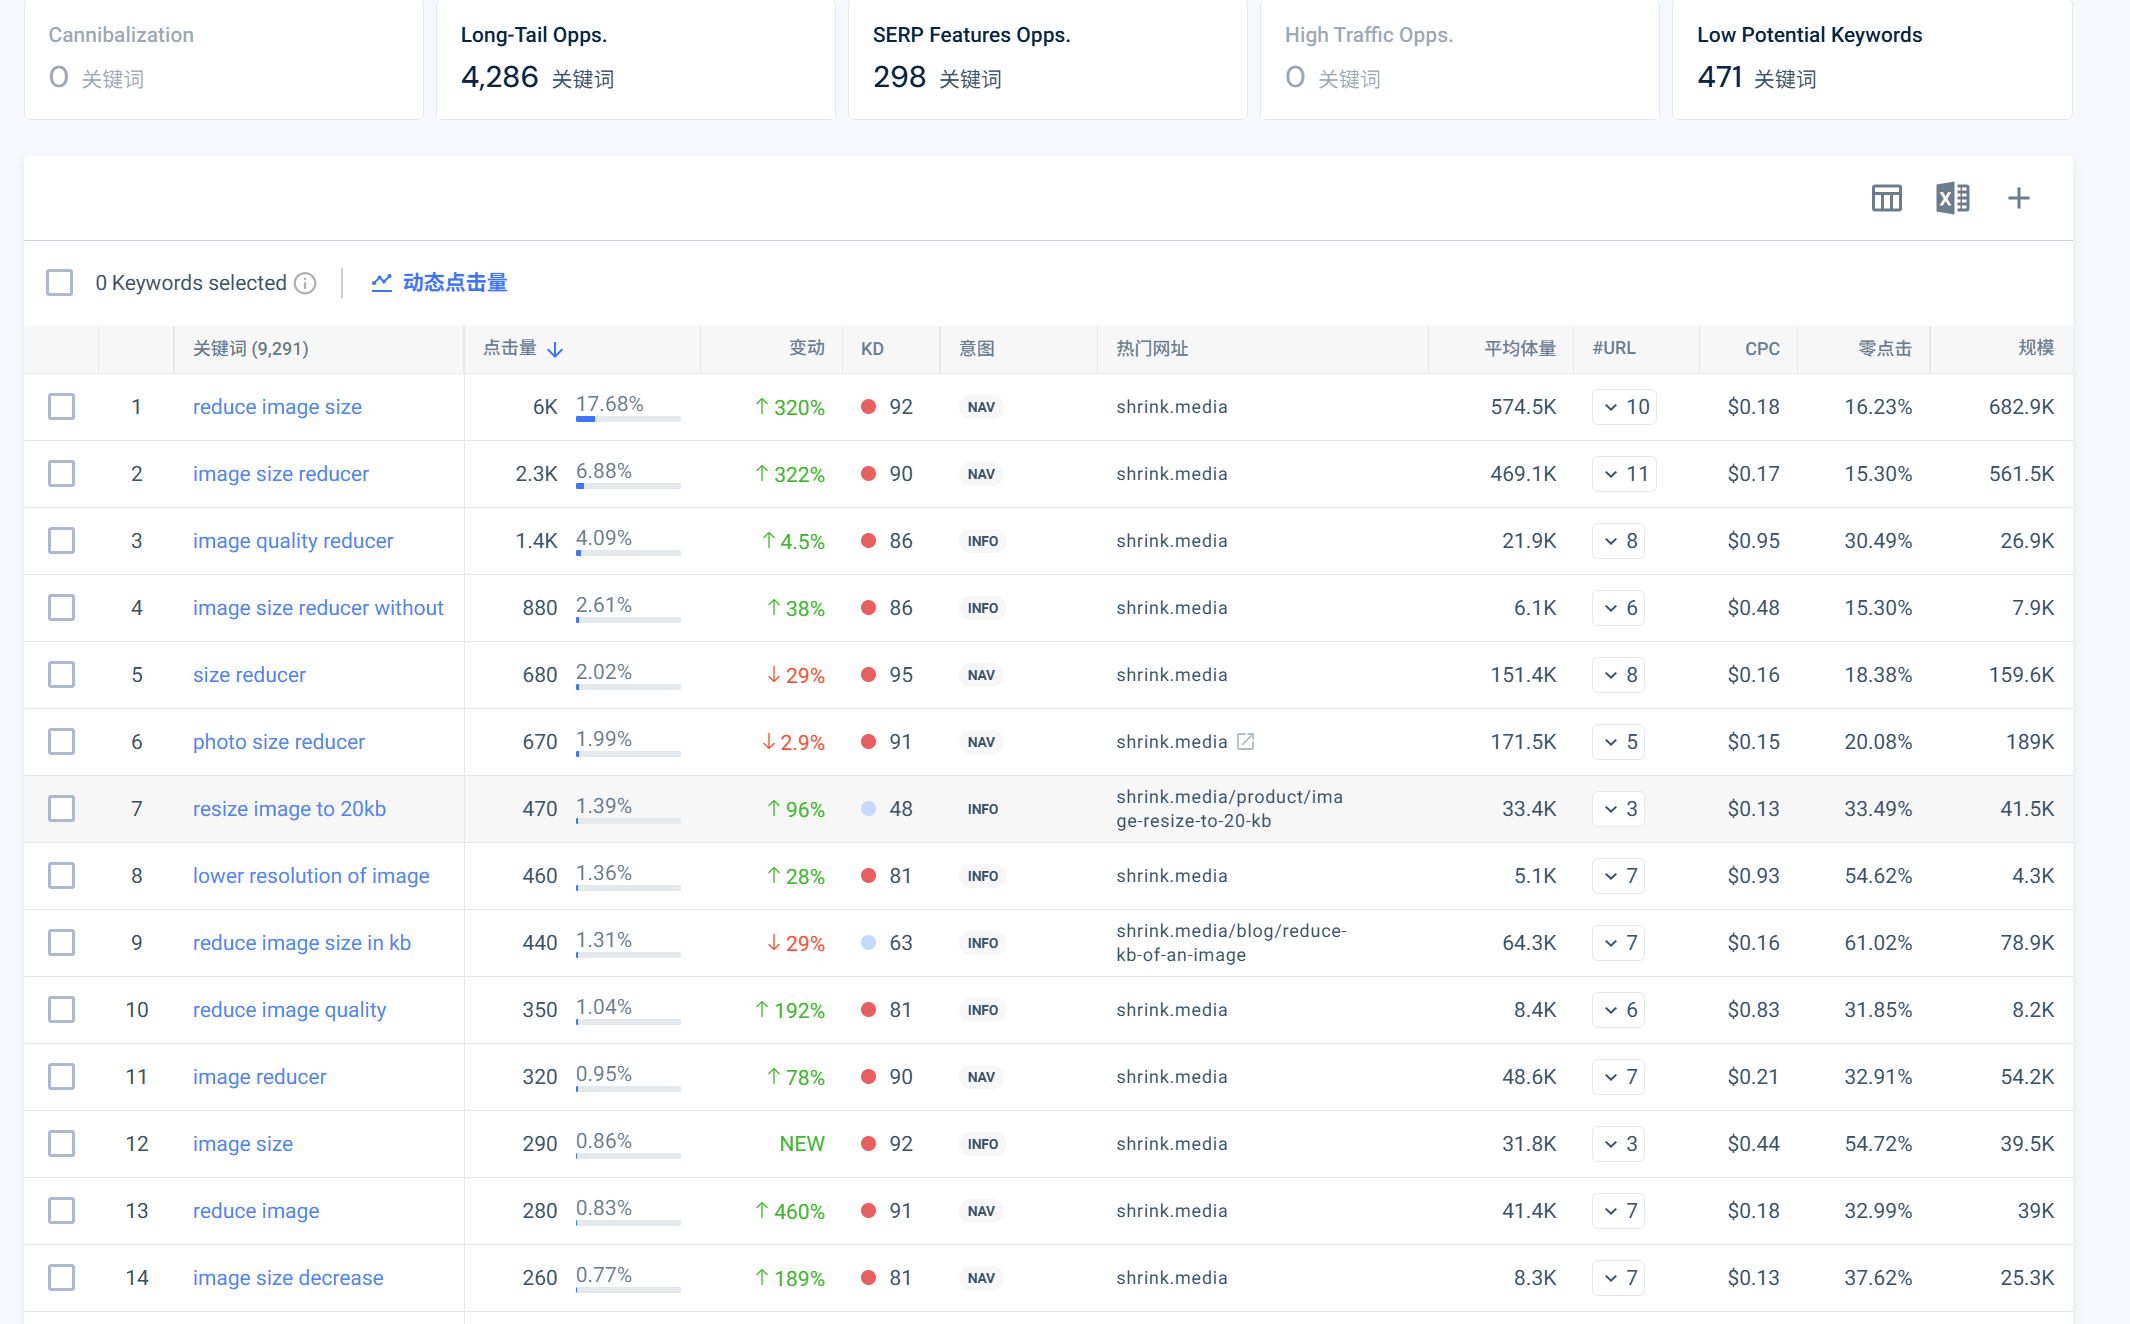 Cannibalization
0 关键词
Long-Tail Opps.
4,286 关键词
SERP Features Opps.
298 关键词
High Traffic Opps.
0 关键词
Low Potential Keywords
471 关键词
0 Keywords selected
动态点击量
关键词 (9,291) 点击量 变动 KD 意图 热门网址 平均体量 #URL CPC 零点击 规模
1 reduce image size 6K 17.68% ↑ 320% 92 NAV shrink.media 574.5K 10 $0.18 16.23% 682.9K
2 image size reducer 2.3K 6.88% ↑ 322% 90 NAV shrink.media 469.1K 11 $0.17 15.30% 561.5K
3 image quality reducer 1.4K 4.09% ↑ 4.5% 86 INFO shrink.media 21.9K 8 $0.95 30.49% 26.9K
4 image size reducer without 880 2.61% ↑ 38% 86 INFO shrink.media 6.1K 6 $0.48 15.30% 7.9K
5 size reducer 680 2.02% ↓ 29% 95 NAV shrink.media 151.4K 8 $0.16 18.38% 159.6K
6 photo size reducer 670 1.99% ↓ 2.9% 91 NAV shrink.media 171.5K 5 $0.15 20.08% 189K
7 resize image to 20kb 470 1.39% ↑ 96% 48 INFO shrink.media/product/ima
ge-resize-to-20-kb 33.4K 3 $0.13 33.49% 41.5K
8 lower resolution of image 460 1.36% ↑ 28% 81 INFO shrink.media 5.1K 7 $0.93 54.62% 4.3K
9 reduce image size in kb 440 1.31% ↓ 29% 63 INFO shrink.media/blog/reduce-
kb-of-an-image 64.3K 7 $0.16 61.02% 78.9K
10 reduce image quality 350 1.04% ↑ 192% 81 INFO shrink.media 8.4K 6 $0.83 31.85% 8.2K
11 image reducer 320 0.95% ↑ 78% 90 NAV shrink.media 48.6K 7 $0.21 32.91% 54.2K
12 image size 290 0.86% NEW 92 INFO shrink.media 31.8K 3 $0.44 54.72% 39.5K
13 reduce image 280 0.83% ↑ 460% 91 NAV shrink.media 41.4K 7 $0.18 32.99% 39K
14 image size decrease 260 0.77% ↑ 189% 81 NAV shrink.media 8.3K 7 $0.13 37.62% 25.3K